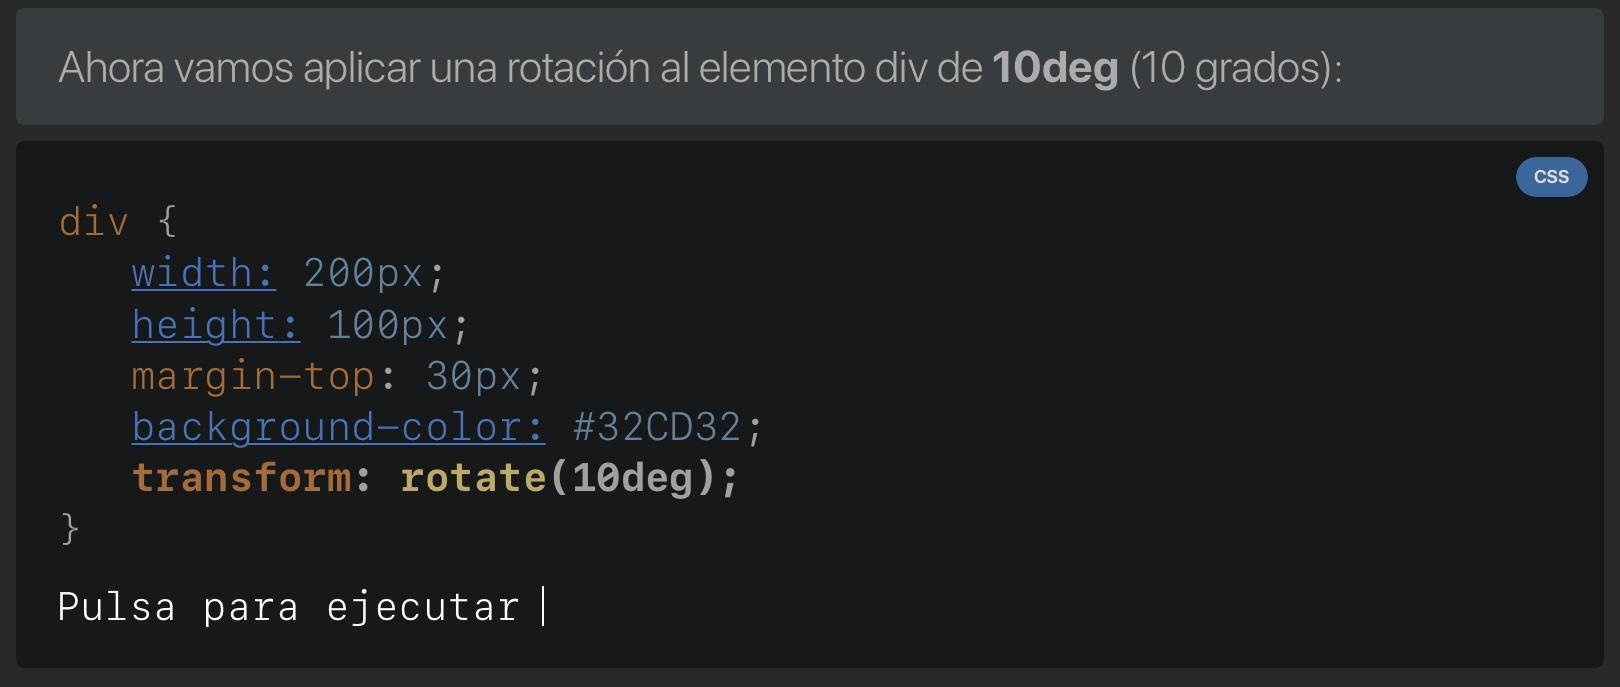 Ahora vamos aplicar una rotación al elemento div de 10deg (10 grados):
CSS
div {
width: 200px;
height: 100px;
margin-top: 30px;
background-color: #32CD32;
transform: rotate(10deg);
}
Pulsa para ejecutar